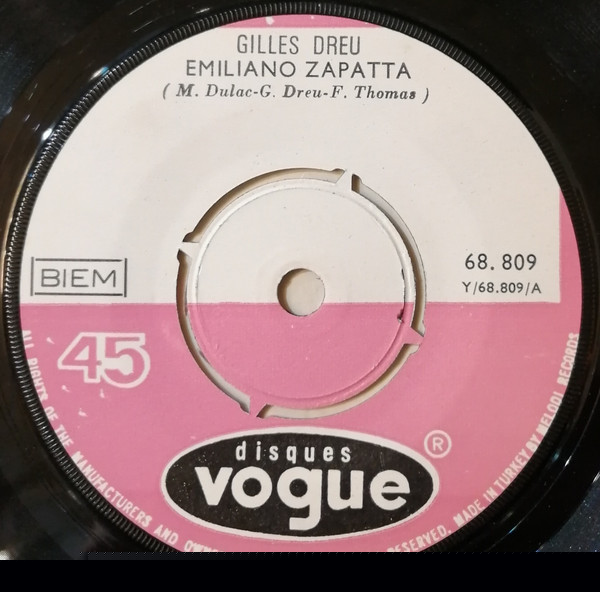 GILLES DREU
EMILIANO ZAPATTA
( M. Dulac-G. Dreu-F. Thomas )
BIEM
68.809
Y/68.809/A
45
disques
vogue
®
ALL RIGHTS OF THE MANUFACTURERS AND
RESERVED. MADE IN TURKEY BY MELODI RECORDS